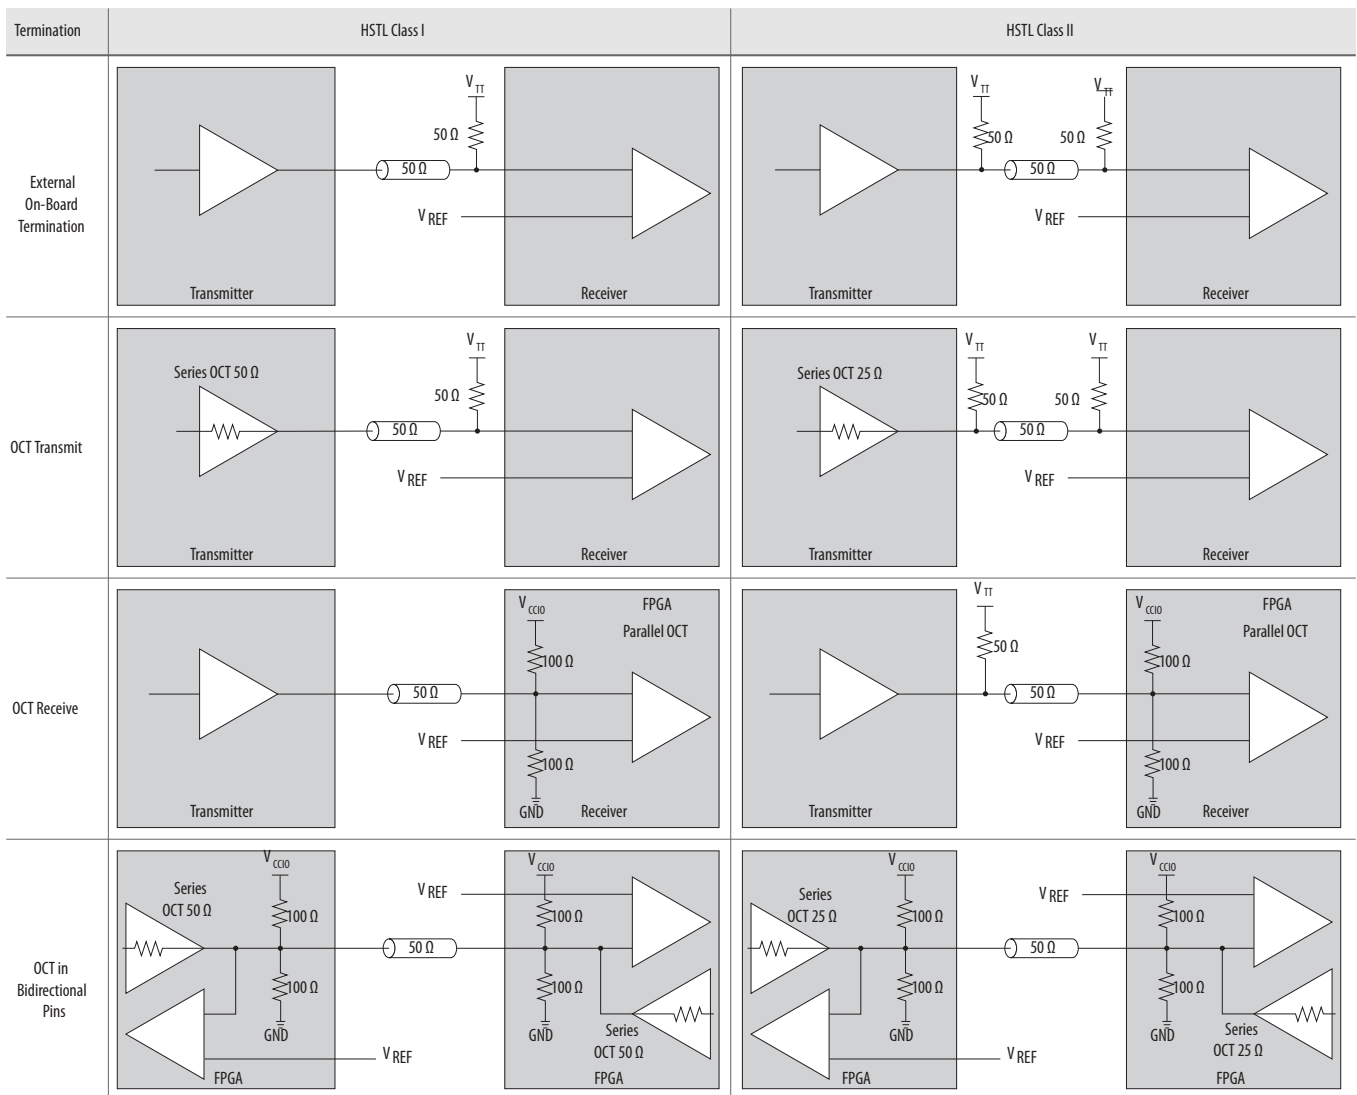 Termination
HSTL Class I
HSTL Class II
External
On-Board
Termination
V TT
50 Ω
50 Ω
V REF
Transmitter
Receiver
V TT
V TT
50 Ω
50 Ω
50 Ω
V REF
Transmitter
Receiver
OCT Transmit
Series OCT 50 Ω
V TT
50 Ω
50 Ω
V REF
Transmitter
Receiver
Series OCT 25 Ω
V TT
V TT
50 Ω
50 Ω
50 Ω
V REF
Transmitter
Receiver
OCT Receive
V CCIO
FPGA
Parallel OCT
100 Ω
50 Ω
V REF
100 Ω
GND
Transmitter
Receiver
V TT
50 Ω
V CCIO
FPGA
Parallel OCT
100 Ω
50 Ω
V REF
100 Ω
GND
Transmitter
Receiver
OCT in
Bidirectional
Pins
V CCIO
Series
OCT 50 Ω
100 Ω
100 Ω
GND
V REF
FPGA
50 Ω
V REF
V CCIO
100 Ω
100 Ω
GND
Series
OCT 50 Ω
FPGA
V CCIO
Series
OCT 25 Ω
100 Ω
100 Ω
GND
V REF
FPGA
50 Ω
V REF
V CCIO
100 Ω
100 Ω
GND
Series
OCT 25 Ω
FPGA